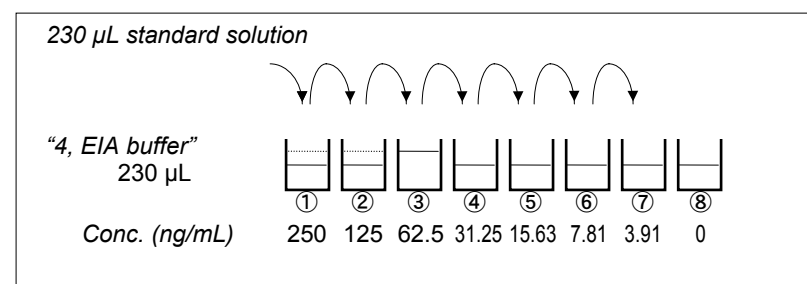 230 µL standard solution
“4, EIA buffer”
230 µL
① ② ③ ④ ⑤ ⑥ ⑦ ⑧
Conc. (ng/mL) 250 125 62.5 31.25 15.63 7.81 3.91 0